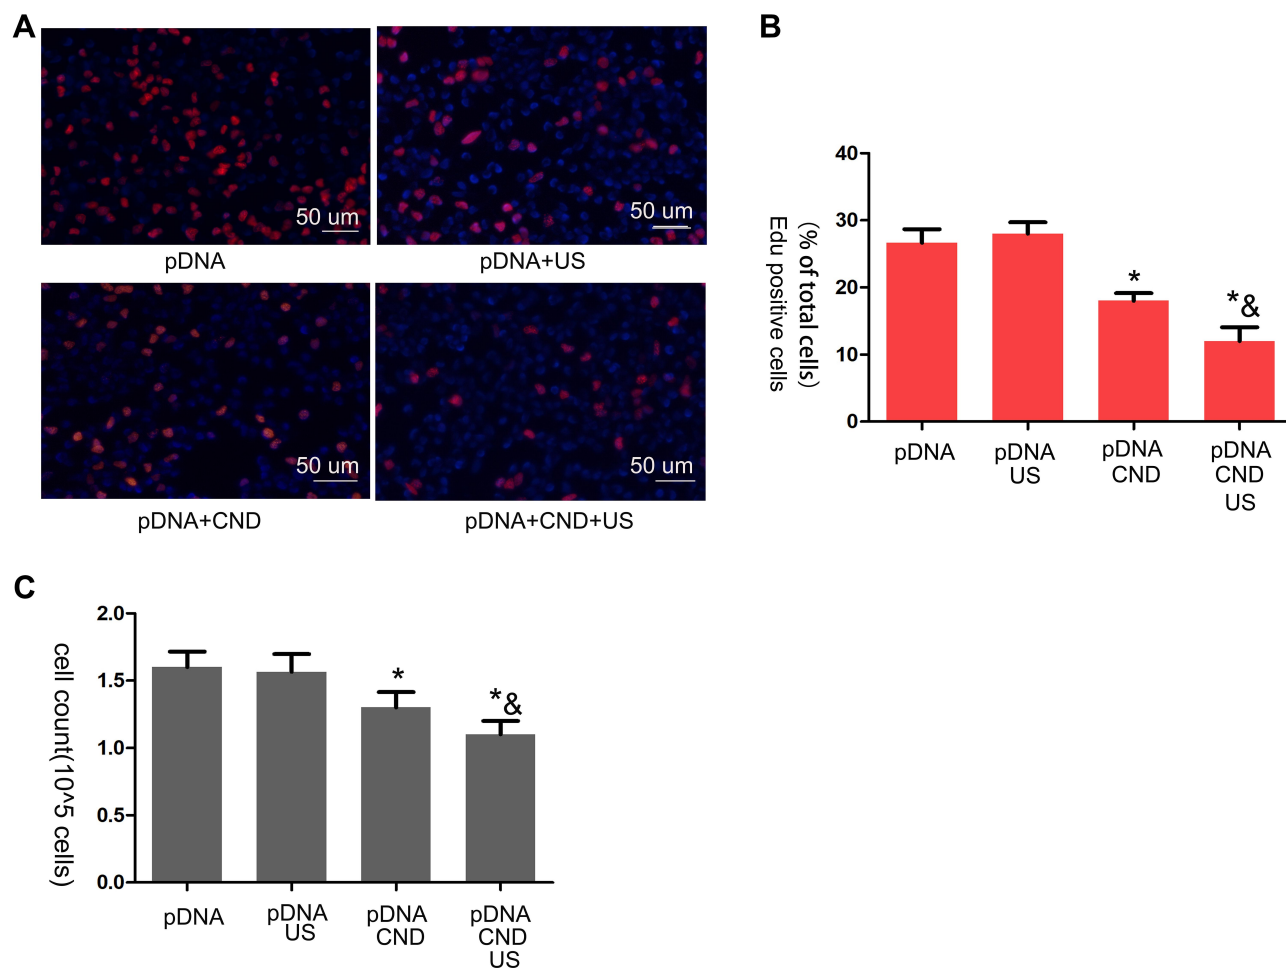 A
50 um
50 um
pDNA
pDNA+US
50 um
50 um
pDNA+CND
pDNA+CND+US
B
Edu positive cells
(% of total cells)
40
30
20
10
0
*
*&
pDNA
pDNA
US
pDNA
CND
pDNA
CND
US
C
cell count(10^5 cells)
2.0
1.5
1.0
0.5
0.0
*
*&
pDNA
pDNA
US
pDNA
CND
pDNA
CND
US